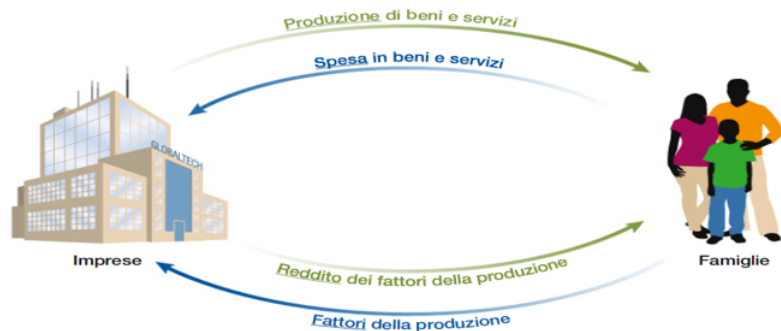 Produzione di beni e servizi
Spesa in beni e servizi
GLOBALTECH
Imprese
Famiglie
Reddito dei fattori della produzione
Fattori della produzione